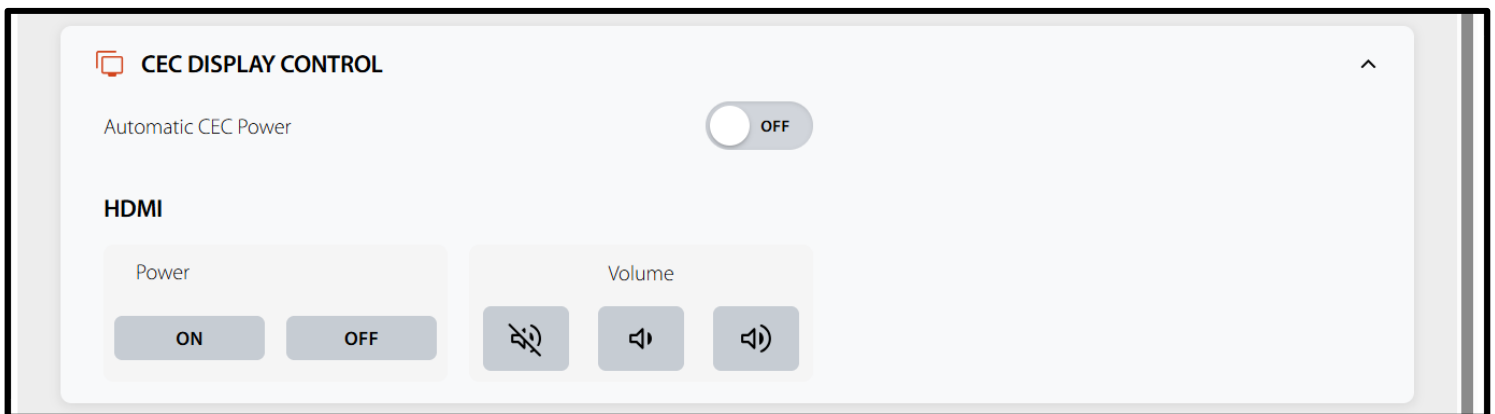 CEC DISPLAY CONTROL
Automatic CEC Power
OFF
HDMI
Power
Volume
ON
OFF